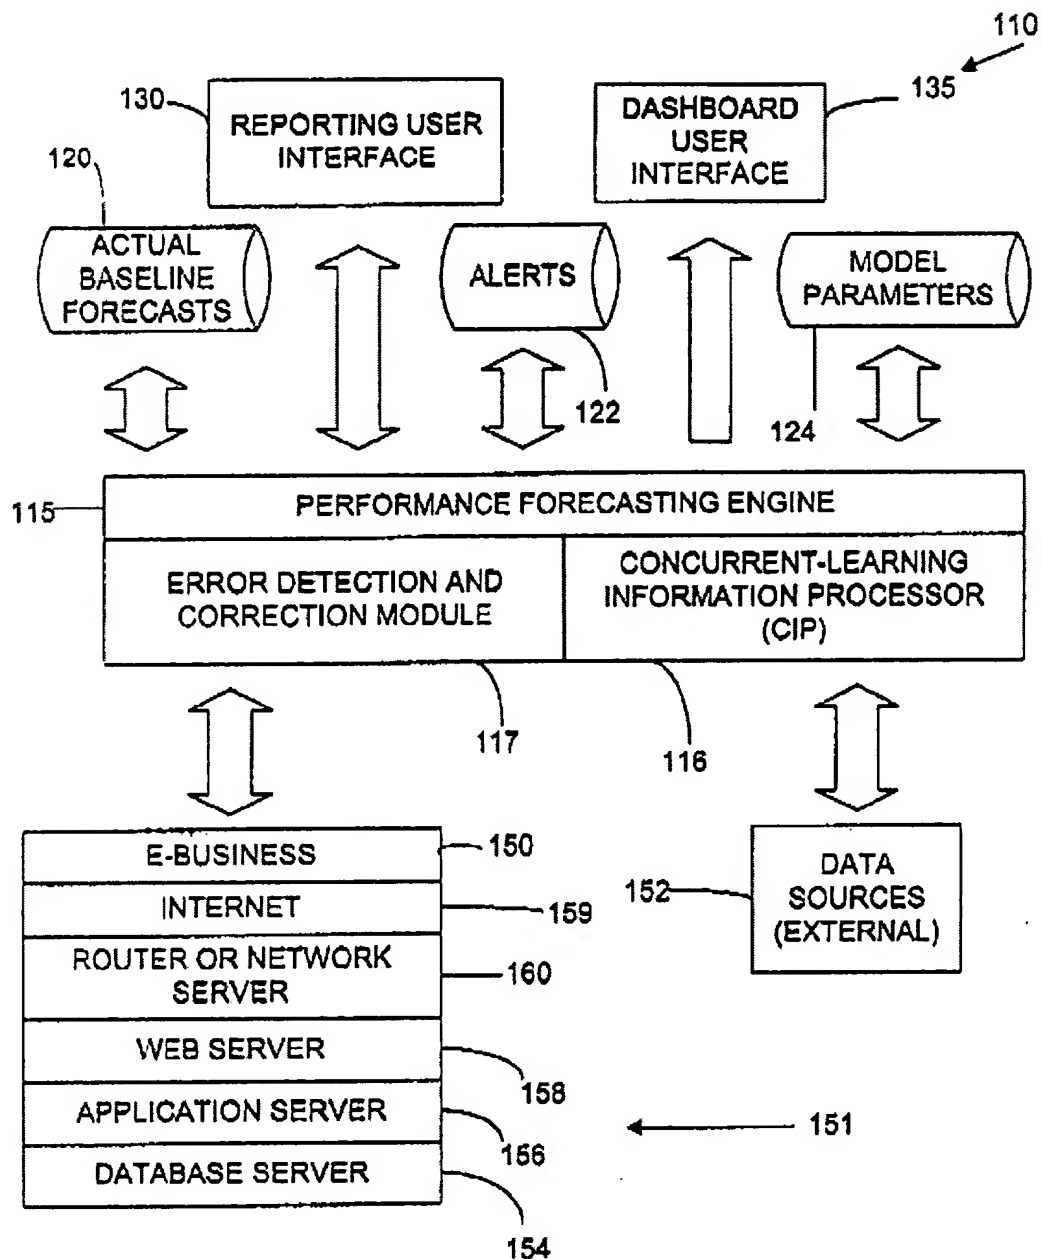 110
130
REPORTING USER
INTERFACE
DASHBOARD
USER
INTERFACE
135
120
ACTUAL
BASELINE
FORECASTS
ALERTS
MODEL
PARAMETERS
122
124
115
PERFORMANCE FORECASTING ENGINE
ERROR DETECTION AND
CORRECTION MODULE
CONCURRENT-LEARNING
INFORMATION PROCESSOR
(CIP)
117
116
E-BUSINESS
150
INTERNET
159
ROUTER OR NETWORK
SERVER
160
WEB SERVER
158
APPLICATION SERVER
156
DATABASE SERVER
154
152
DATA
SOURCES
(EXTERNAL)
151